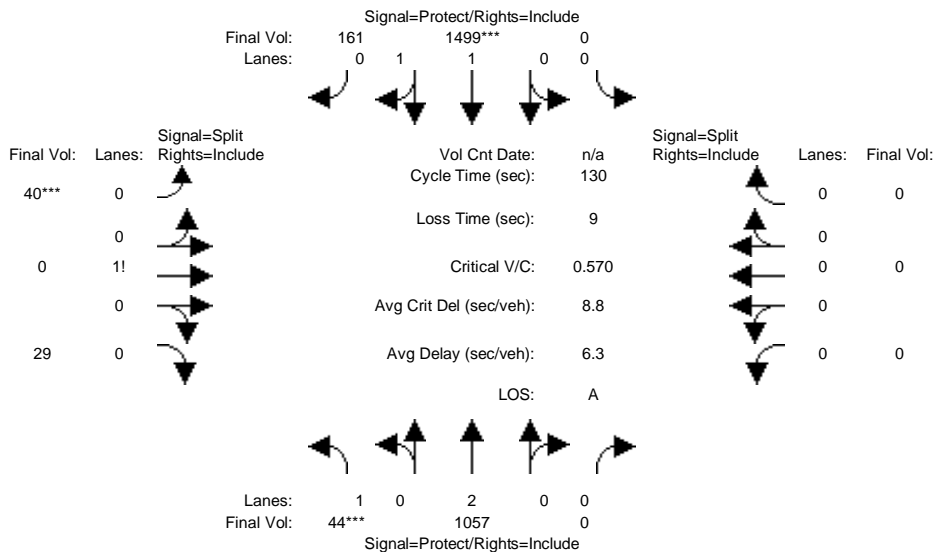 Signal=Protect/Rights=Include
Final Vol: 161 1499*** 0
Lanes: 0 1 1 0 0
Signal=Split
Final Vol: Lanes: Rights=Include
Vol Cnt Date: n/a
Signal=Split
Rights=Include Lanes: Final Vol:
Cycle Time (sec): 130
40*** 0
0 0
Loss Time (sec): 9
0
0
0 1!
Critical V/C: 0.570
0 0
0
Avg Crit Del (sec/veh): 8.8
0
29 0
Avg Delay (sec/veh): 6.3
0 0
LOS: A
Lanes: 1 0 2 0 0
Final Vol: 44*** 1057 0
Signal=Protect/Rights=Include